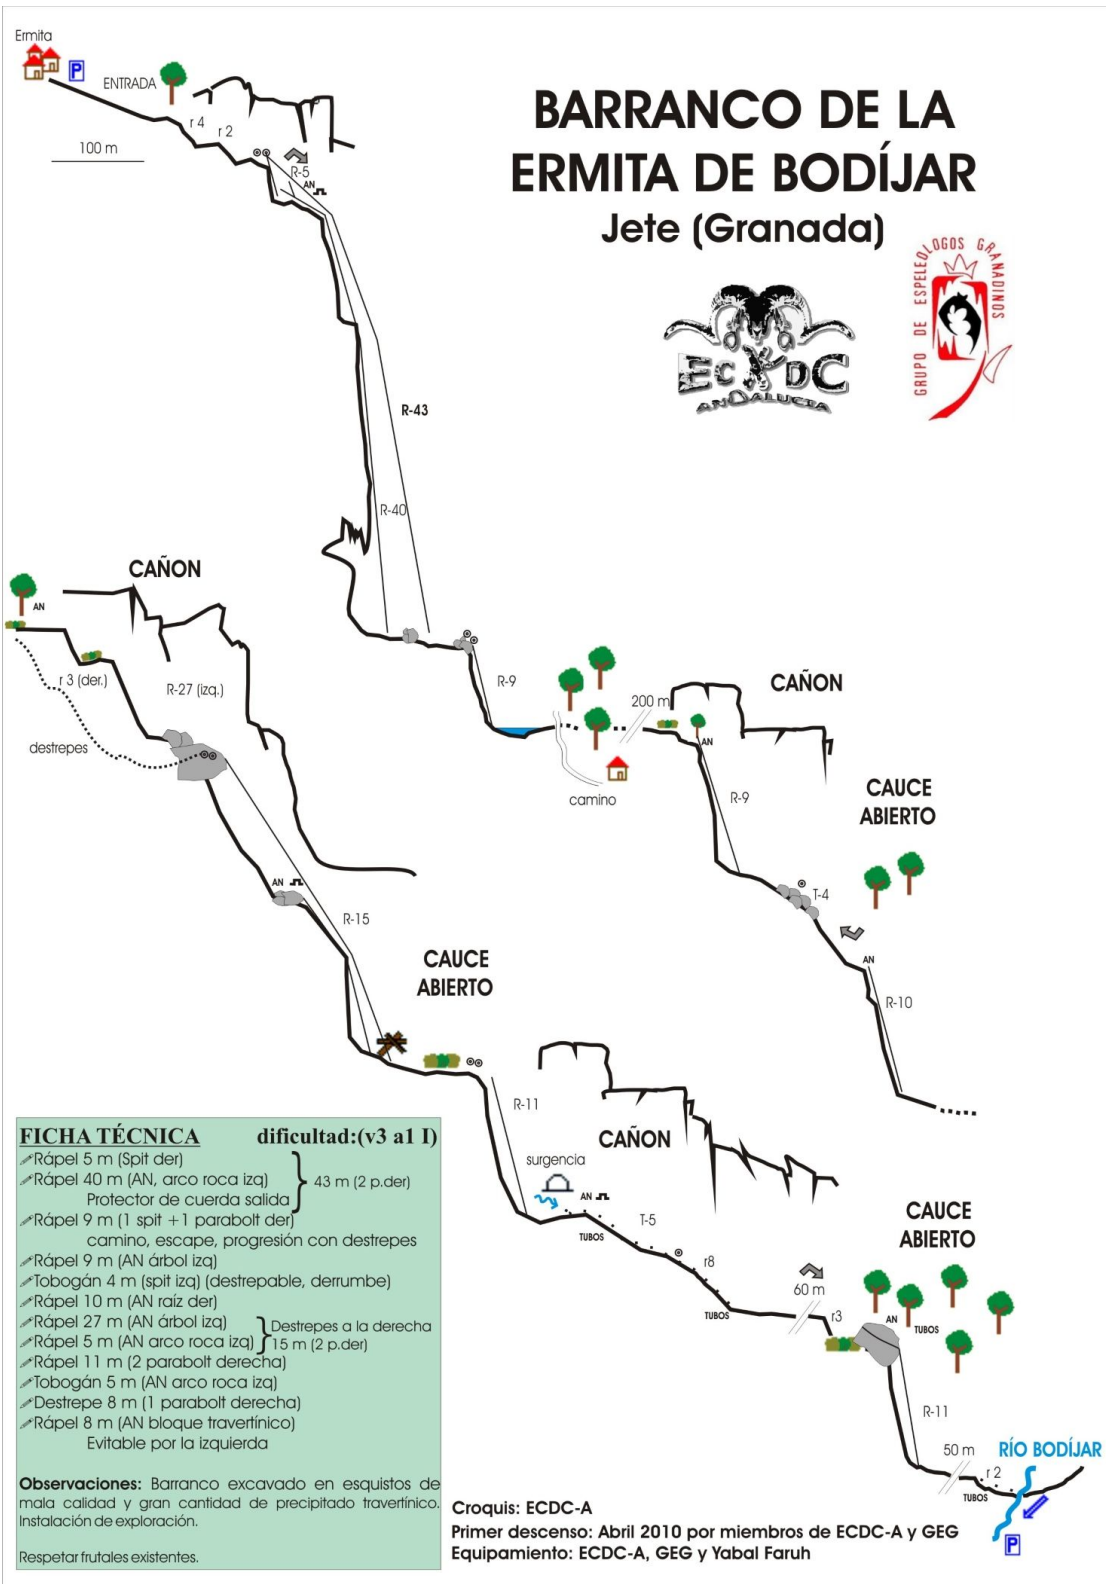 Ermita
P
ENTRADA
r 4
r 2
100 m
R-5
AN
BARRANCO DE LA
ERMITA DE BODÍJAR
Jete (Granada)
ECDC
ANDALUCIA
GRUPO DE ESPELEOLOGOS GRANADINOS
R-43
R-40
R-9
200 m
camino
CAÑON
AN
R-9
CAUCE
ABIERTO
T-4
AN
R-10
CAÑON
AN
r 3 (der.)
R-27 (izq.)
destrepes
AN
R-15
CAUCE
ABIERTO
R-11
CAÑON
surgencia
AN
TUBOS
T-5
r8
TUBOS
60 m
r3
CAUCE
ABIERTO
AN
TUBOS
R-11
50 m
RÍO BODÍJAR
r 2
TUBOS
P
FICHA TÉCNICA dificultad:(v3 a1 I)
Rápel 5 m (Spit der)
Rápel 40 m (AN, arco roca izq)
43 m (2 p.der)
Protector de cuerda salida
Rápel 9 m (1 spit +1 parabolt der)
camino, escape, progresión con destrepes
Rápel 9 m (AN árbol izq)
Tobogán 4 m (spit izq) (destrepable, derrumbe)
Rápel 10 m (AN raíz der)
Rápel 27 m (AN árbol izq)
Destrepes a la derecha
Rápel 5 m (AN arco roca izq)
15 m (2 p.der)
Rápel 11 m (2 parabolt derecha)
Tobogán 5 m (AN arco roca izq)
Destrepe 8 m (1 parabolt derecha)
Rápel 8 m (AN bloque travertínico)
Evitable por la izquierda
Observaciones: Barranco excavado en esquistos de
mala calidad y gran cantidad de precipitado travertínico.
Instalación de exploración.
Respetar frutales existentes.
Croquis: ECDC-A
Primer descenso: Abril 2010 por miembros de ECDC-A y GEG
Equipamiento: ECDC-A, GEG y Yabal Faruh